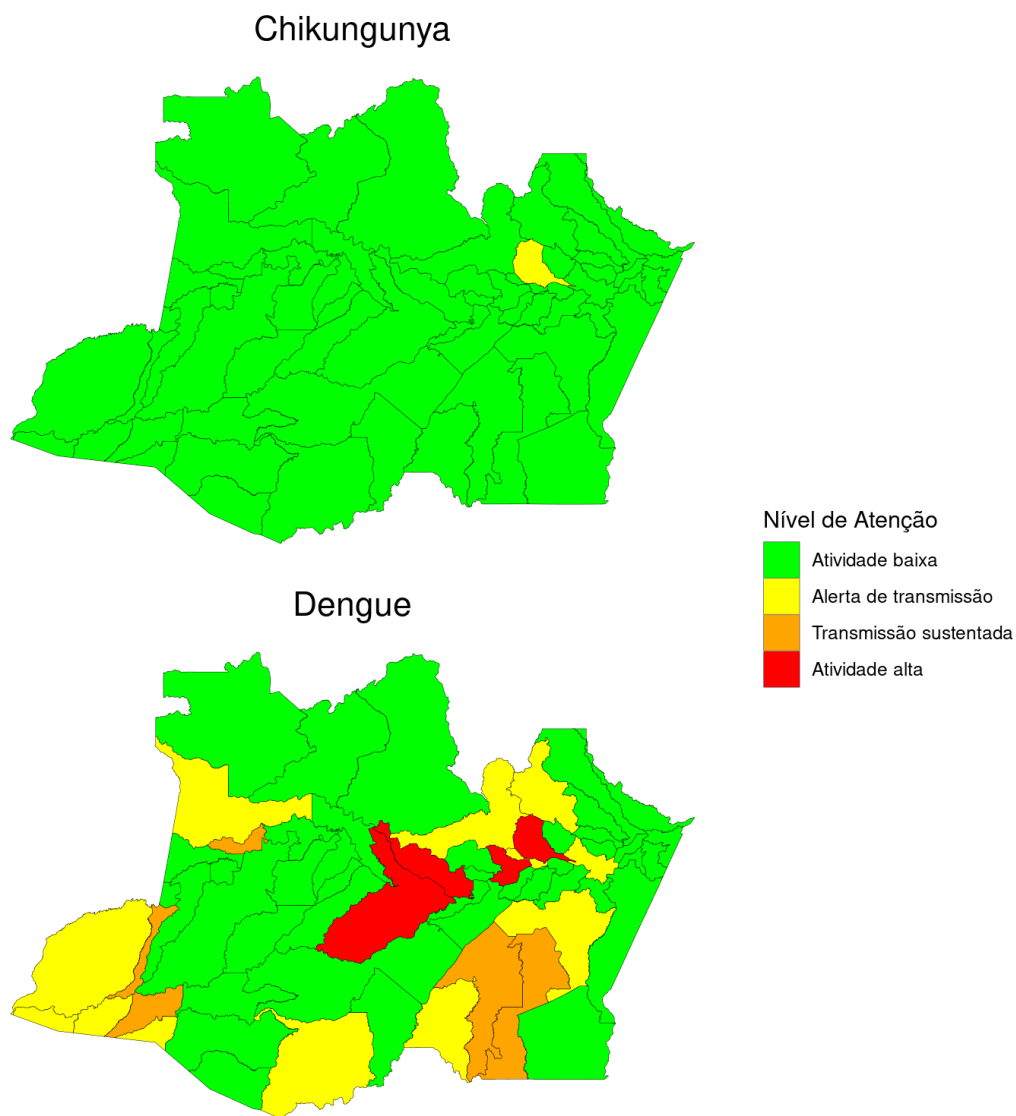 Chikungunya
Nível de Atenção
Atividade baixa
Alerta de transmissão
Transmissão sustentada
Atividade alta
Dengue